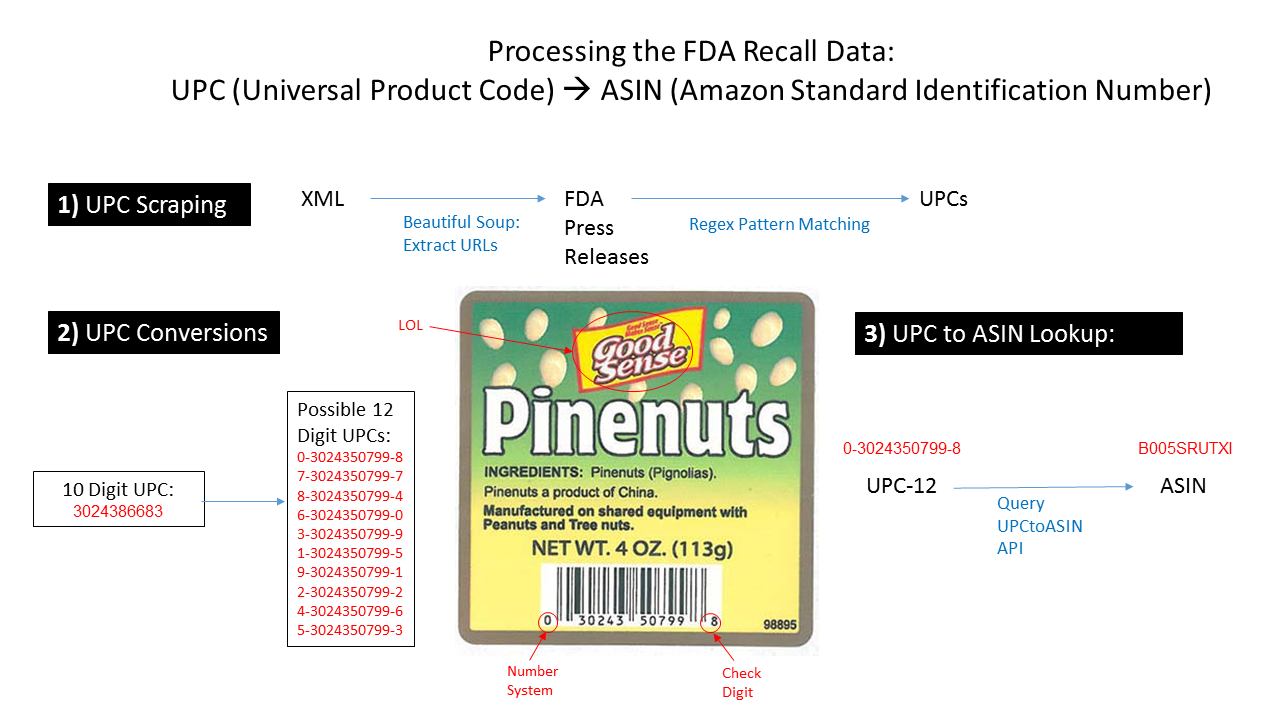 Processing the FDA Recall Data:
UPC (Universal Product Code) → ASIN (Amazon Standard Identification Number)
1) UPC Scraping
XML
Beautiful Soup:
Extract URLs
FDA
Press
Releases
Regex Pattern Matching
UPCs
2) UPC Conversions
10 Digit UPC:
3024386683
Possible 12
Digit UPCs:
0-3024350799-8
7-3024350799-7
8-3024350799-4
6-3024350799-0
3-3024350799-9
1-3024350799-5
9-3024350799-1
2-3024350799-2
4-3024350799-6
5-3024350799-3
LOL
Good Sense
Makes Sense!
Good
Sense
Pinenuts
INGREDIENTS: Pinenuts (Pignolias).
Pinenuts a product of China.
Manufactured on shared equipment with
Peanuts and Tree nuts.
NET WT. 4 OZ. (113g)
0 30243 50799 8
98895
Number
System
Check
Digit
3) UPC to ASIN Lookup:
0-3024350799-8
UPC-12
Query
UPCtoASIN
API
B005SRUTXI
ASIN